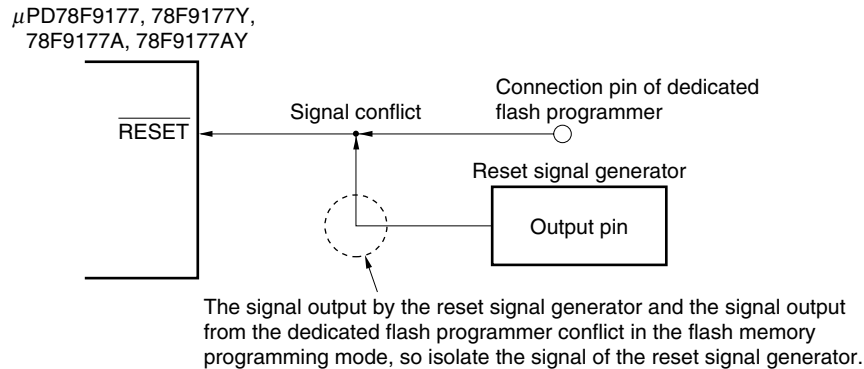 μPD78F9177, 78F9177Y,
78F9177A, 78F9177AY
Connection pin of dedicated
flash programmer
Signal conflict
RESET
Reset signal generator
Output pin
The signal output by the reset signal generator and the signal output
from the dedicated flash programmer conflict in the flash memory
programming mode, so isolate the signal of the reset signal generator.